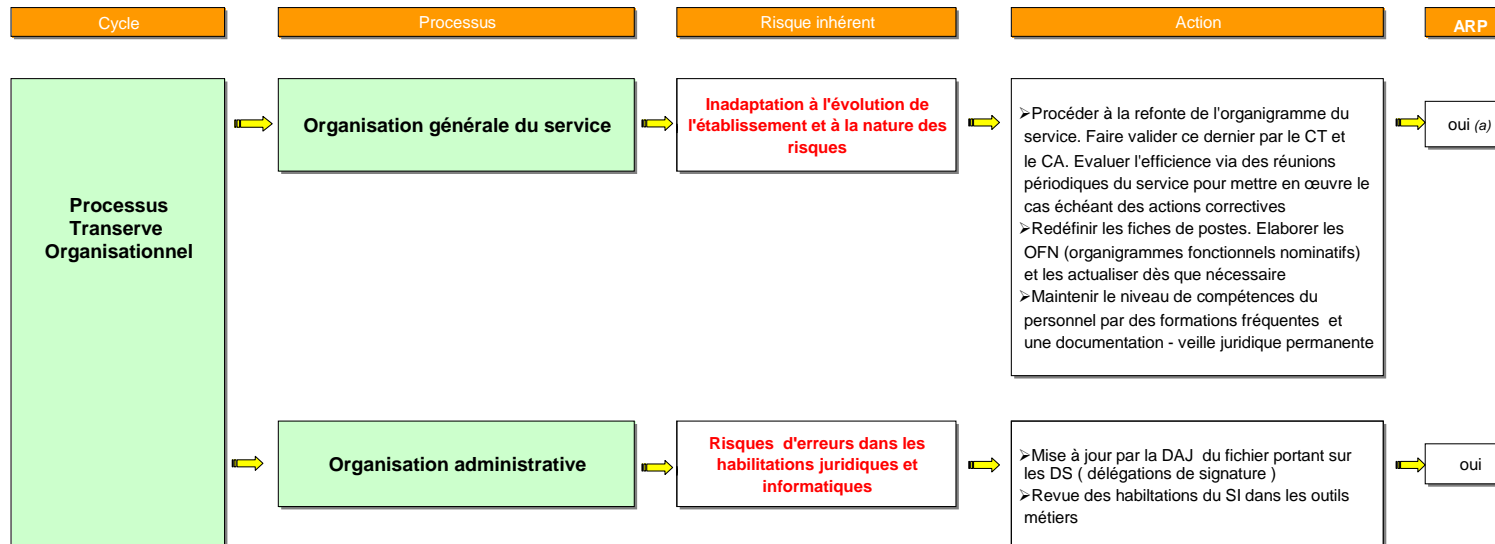 Cycle
Processus
Risque inhérent
Action
ARP
Processus
Transerve
Organisationnel
Organisation générale du service
Inadaptation à l'évolution de
l'établissement et à la nature des
risques
➢Procéder à la refonte de l'organigramme du
service. Faire valider ce dernier par le CT et
le CA. Evaluer l'efficience via des réunions
périodiques du service pour mettre en œuvre le
cas échéant des actions correctives
➢Redéfinir les fiches de postes. Elaborer les
OFN (organigrammes fonctionnels nominatifs)
et les actualiser dès que nécessaire
➢Maintenir le niveau de compétences du
personnel par des formations fréquentes et
une documentation - veille juridique permanente
oui (a)
Organisation administrative
Risques d'erreurs dans les
habilitations juridiques et
informatiques
➢Mise à jour par la DAJ du fichier portant sur
les DS ( délégations de signature )
➢Revue des habiltations du SI dans les outils
métiers
oui